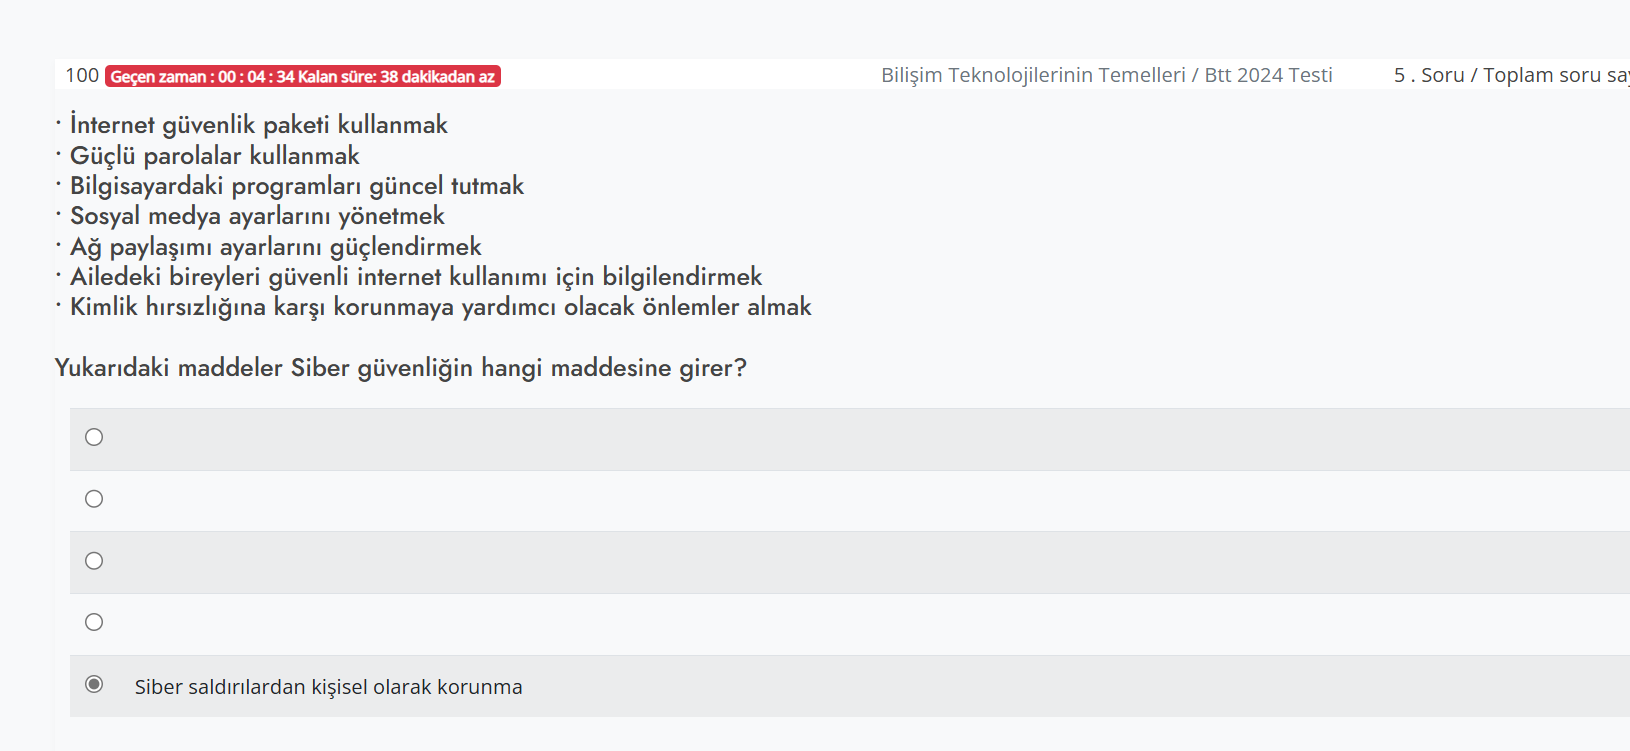 100 Geçen zaman : 00 : 04 : 34 Kalan süre: 38 dakikadan az Bilişim Teknolojilerinin Temelleri / Btt 2024 Testi 5 . Soru / Toplam soru
· İnternet güvenlik paketi kullanmak
· Güçlü parolalar kullanmak
· Bilgisayardaki programları güncel tutmak
· Sosyal medya ayarlarını yönetmek
· Ağ paylaşımı ayarlarını güçlendirmek
· Ailedeki bireyleri güvenli internet kullanımı için bilgilendirmek
· Kimlik hırsızlığına karşı korunmaya yardımcı olacak önlemler almak
Yukarıdaki maddeler Siber güvenliğin hangi maddesine girer?
Siber saldırılardan kişisel olarak korunma